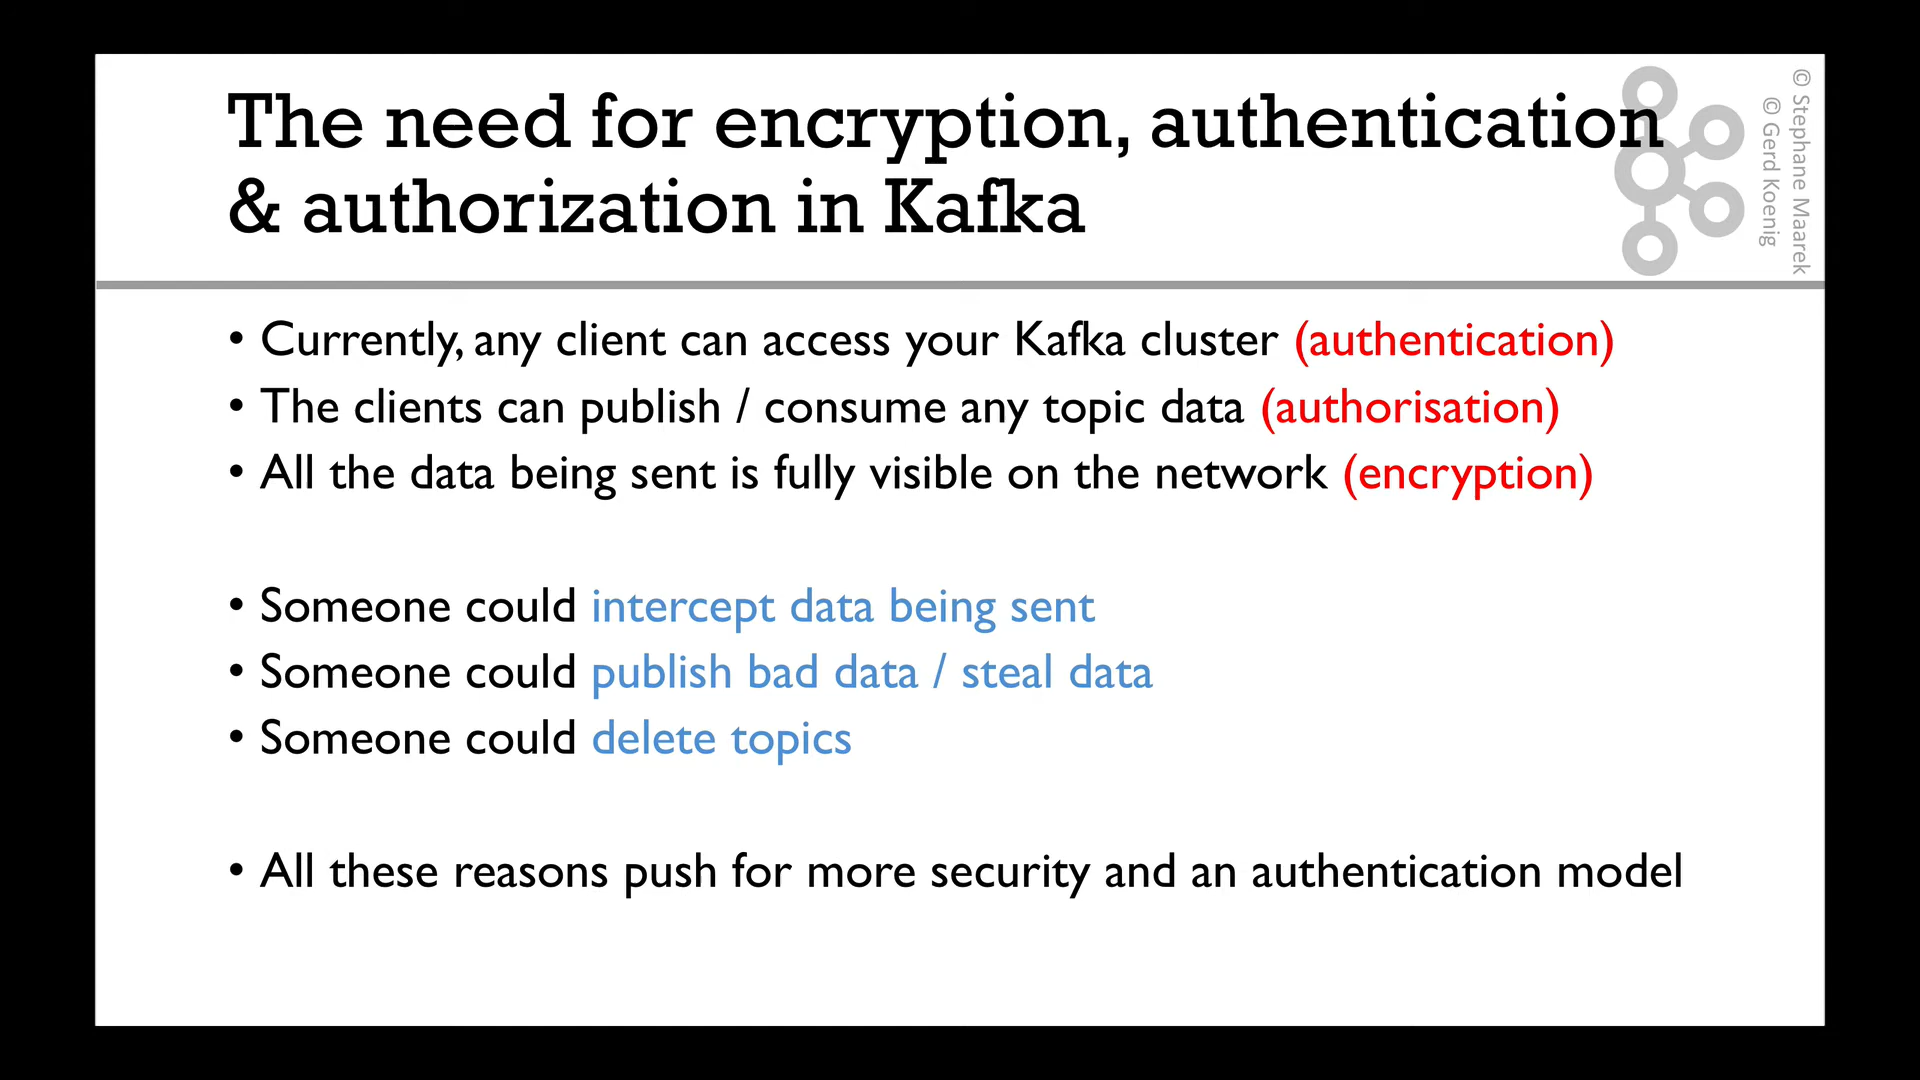 The need for encryption, authentication
& authorization in Kafka
© Stephane Maarek
© Gerd Koenig
• Currently, any client can access your Kafka cluster (authentication)
• The clients can publish / consume any topic data (authorisation)
• All the data being sent is fully visible on the network (encryption)
• Someone could intercept data being sent
• Someone could publish bad data / steal data
• Someone could delete topics
• All these reasons push for more security and an authentication model